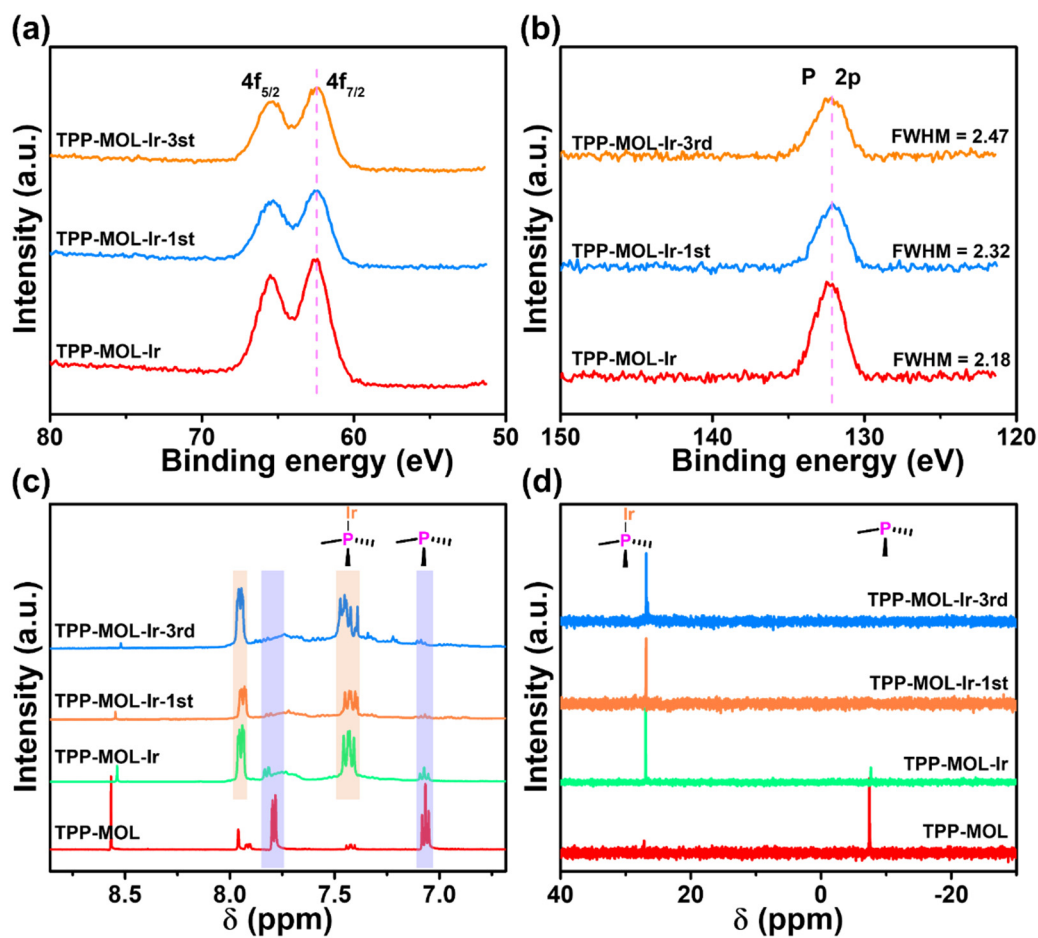 (a)
4f5/2
4f7/2
TPP-MOL-Ir-3st
TPP-MOL-Ir-1st
TPP-MOL-Ir
Intensity (a.u.)
80
70
60
50
Binding energy (eV)
(b)
P 2p
TPP-MOL-Ir-3rd
FWHM = 2.47
TPP-MOL-Ir-1st
FWHM = 2.32
TPP-MOL-Ir
FWHM = 2.18
Intensity (a.u.)
150
140
130
120
Binding energy (eV)
(c)
Ir
P
P
TPP-MOL-Ir-3rd
TPP-MOL-Ir-1st
TPP-MOL-Ir
TPP-MOL
Intensity (a.u.)
8.5
8.0
7.5
7.0
δ (ppm)
(d)
Ir
P
P
TPP-MOL-Ir-3rd
TPP-MOL-Ir-1st
TPP-MOL-Ir
TPP-MOL
Intensity (a.u.)
40
20
0
-20
δ (ppm)